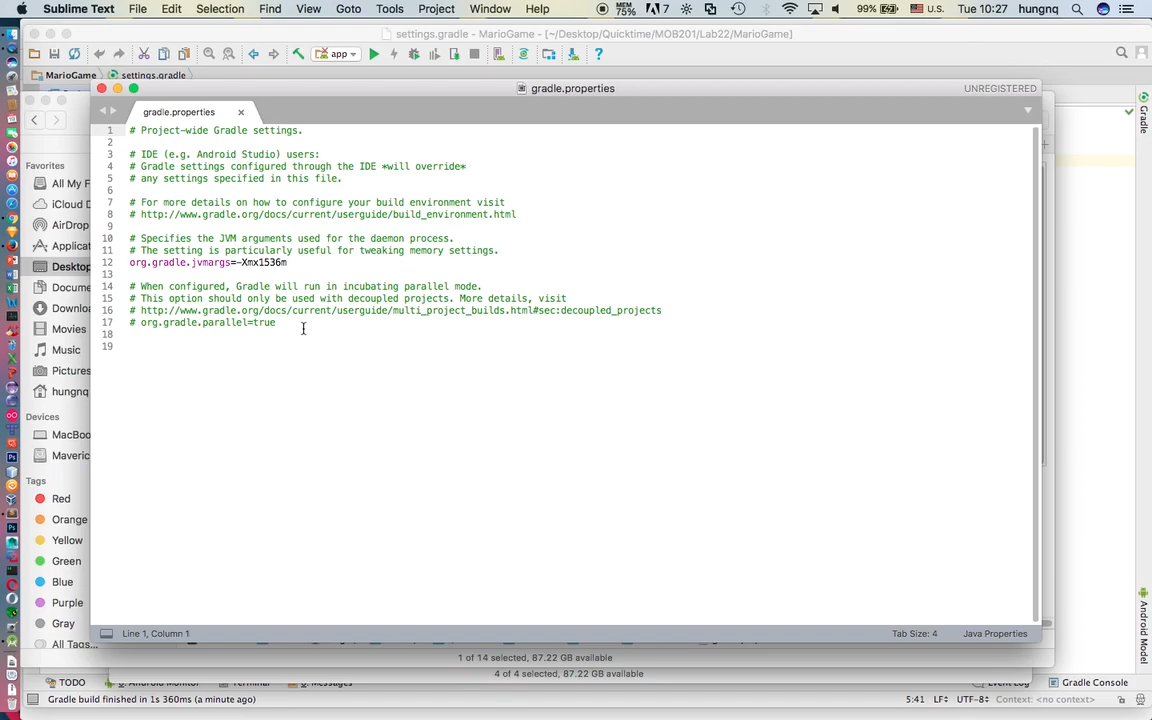 Sublime Text File Edit Selection Find View Goto Tools Project Window Help MEM 75% 7 99% U.S. Tue 10:27 hungnq
settings.gradle - MarioGame - [~/Desktop/Quicktime/MOB201/Lab22/MarioGame]
app
MarioGame settings.gradle
gradle.properties UNREGISTERED
gradle.properties
1 # Project-wide Gradle settings.
2
3 # IDE (e.g. Android Studio) users:
4 # Gradle settings configured through the IDE *will override*
5 # any settings specified in this file.
6
7 # For more details on how to configure your build environment visit
8 # http://www.gradle.org/docs/current/userguide/build_environment.html
9
10 # Specifies the JVM arguments used for the daemon process.
11 # The setting is particularly useful for tweaking memory settings.
12 org.gradle.jvmargs=-Xmx1536m
13
14 # When configured, Gradle will run in incubating parallel mode.
15 # This option should only be used with decoupled projects. More details, visit
16 # http://www.gradle.org/docs/current/userguide/multi_project_builds.html#sec:decoupled_projects
17 # org.gradle.parallel=true
18
19
Favorites
All My F
iCloud D
AirDrop
Applicat
Desktop
Docume
Downlo
Movies
Music
Pictures
hungnq
Devices
MacBoo
Maveric
Tags
Red
Orange
Yellow
Green
Blue
Purple
Gray
All Tags...
Gradle
Android Model
Line 1, Column 1 Tab Size: 4 Java Properties
1 of 14 selected, 87.22 GB available
4 of 4 selected, 87.22 GB available
TODO Gradle Console
Gradle build finished in 1s 360ms (a minute ago) 5:41 LF UTF-8 Context: <no context>